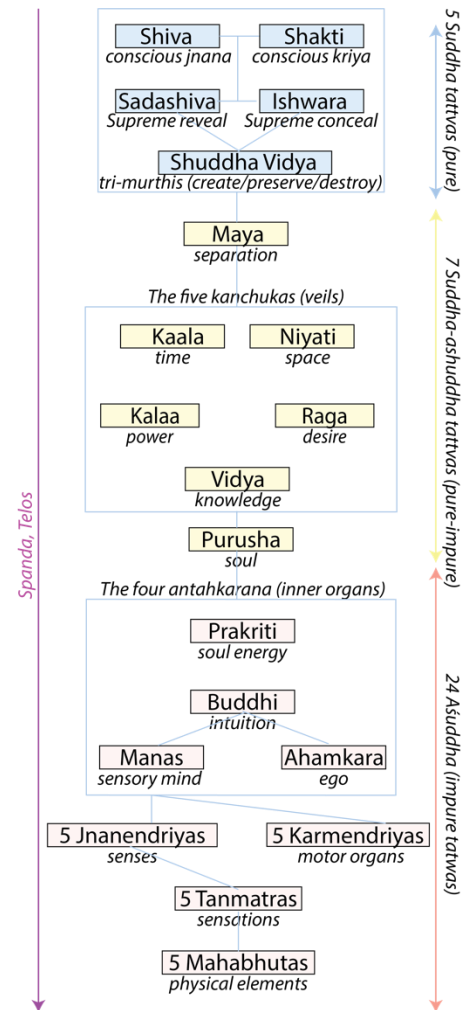 Shiva
conscious jnana
Shakti
conscious kriya
Sadashiva
Supreme reveal
Ishwara
Supreme conceal
Shuddha Vidya
tri-murthis (create/preserve/destroy)
5 Suddha tattvas (pure)
Maya
separation
The five kanchukas (veils)
Kaala
time
Niyati
space
Kalaa
power
Raga
desire
Vidya
knowledge
Purusha
soul
7 Suddha-ashuddha tattvas (pure-impure)
Spanda, Telos
The four antahkarana (inner organs)
Prakriti
soul energy
Buddhi
intuition
Manas
sensory mind
Ahamkara
ego
5 Jnanendriyas
senses
5 Karmendriyas
motor organs
5 Tanmatras
sensations
5 Mahabhutas
physical elements
24 Aśuddha (impure tatwas)